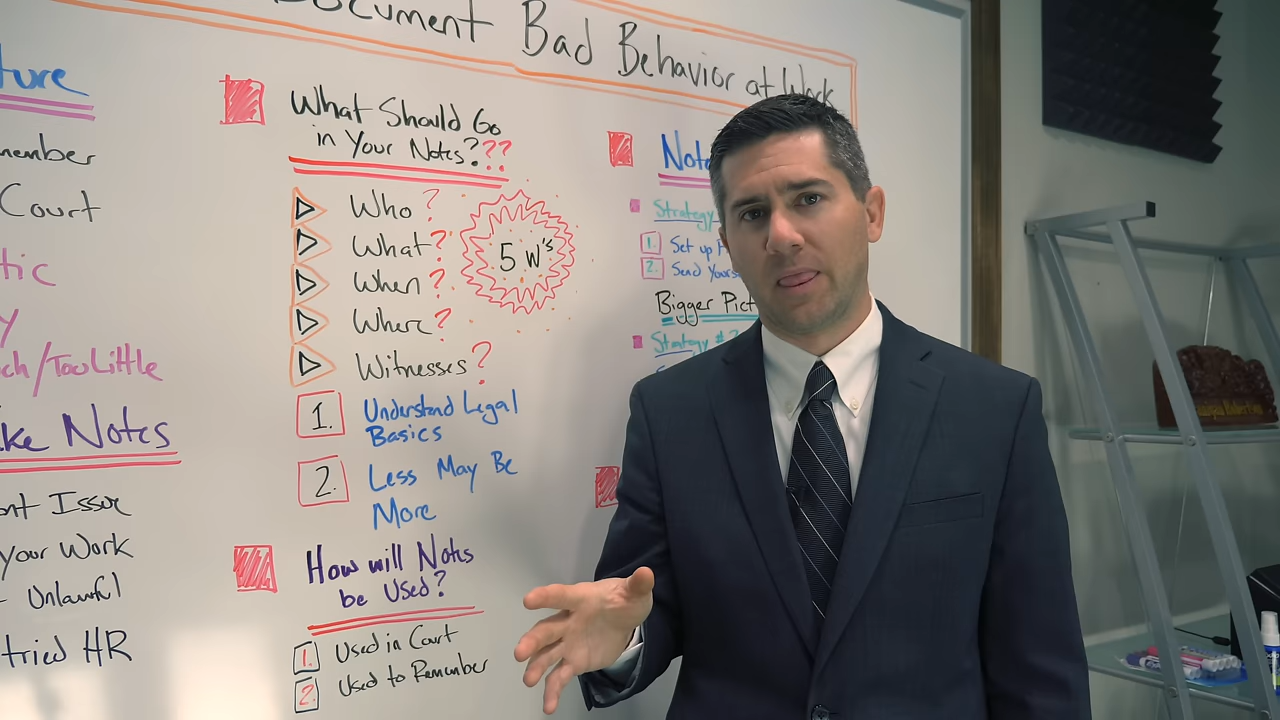 Document Bad Behavior at Work
ture
member
Court
tic
y
ch/Too Little
ke Notes
nt Issue
your Work
- Unlawful
tried HR
What Should Go
in Your Notes???
Who?
What?
When?
Where?
Witnesses?
5 W's
1. Understand Legal
Basics
2. Less May Be
More
How will Notes
be Used?
1. Used in Court
2. Used to Remember
Note
Strategy
1. Set up
2. Send Yours
Bigger Pict
Strategy #2